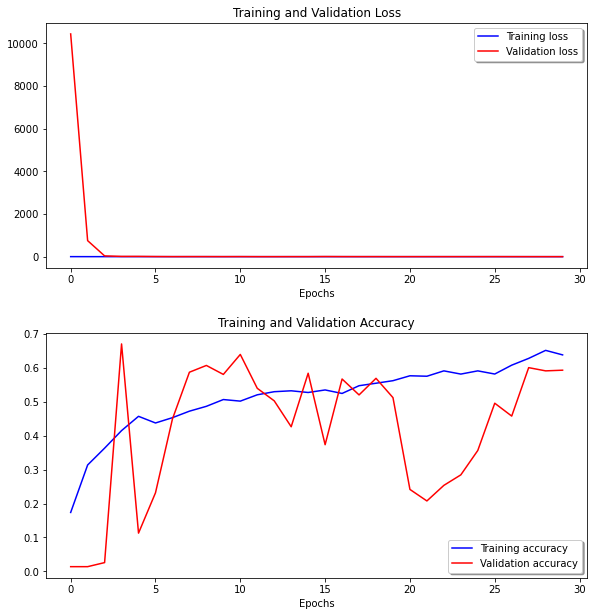 Training and Validation Loss
10000
8000
6000
4000
2000
0
Training loss
Validation loss
0 5 10 15 20 25 30
Epochs
Training and Validation Accuracy
0.7
0.6
0.5
0.4
0.3
0.2
0.1
0.0
Training accuracy
Validation accuracy
0 5 10 15 20 25 30
Epochs